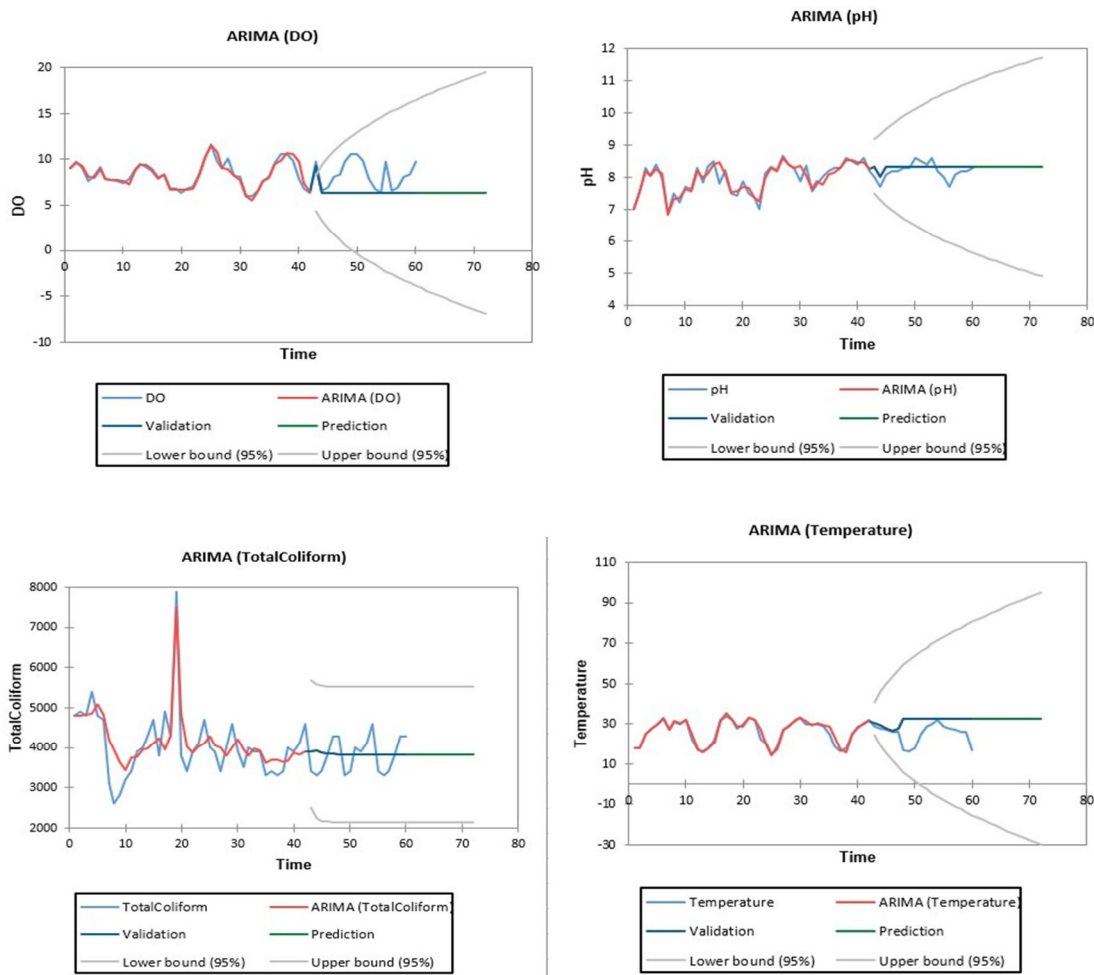 ARIMA (DO)
20
15
10
5
0
-5
-10
0 10 20 30 40 50 60 70 80
DO
Time
DO ARIMA (DO)
Validation Prediction
Lower bound (95%) Upper bound (95%)
ARIMA (pH)
12
11
10
9
8
7
6
5
4
0 10 20 30 40 50 60 70 80
pH
Time
pH ARIMA (pH)
Validation Prediction
Lower bound (95%) Upper bound (95%)
ARIMA (TotalColiform)
8000
7000
6000
5000
4000
3000
2000
0 10 20 30 40 50 60 70 80
TotalColiform
Time
TotalColiform ARIMA (TotalColiform)
Validation Prediction
Lower bound (95%) Upper bound (95%)
ARIMA (Temperature)
110
90
70
50
30
10
-10
-30
0 10 20 30 40 50 60 70 80
Temperature
Time
Temperature ARIMA (Temperature)
Validation Prediction
Lower bound (95%) Upper bound (95%)